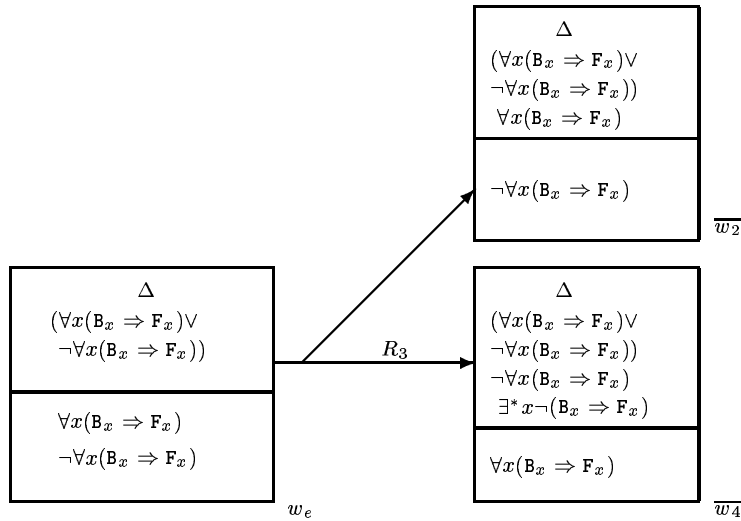 Δ
(∀x(B_x ⇒ F_x)∨
¬∀x(B_x ⇒ F_x))
∀x(B_x ⇒ F_x)
¬∀x(B_x ⇒ F_x)
w_2
Δ
(∀x(B_x ⇒ F_x)∨
¬∀x(B_x ⇒ F_x))
∀x(B_x ⇒ F_x)
¬∀x(B_x ⇒ F_x)
w_e
R_3
Δ
(∀x(B_x ⇒ F_x)∨
¬∀x(B_x ⇒ F_x))
¬∀x(B_x ⇒ F_x)
∃*x¬(B_x ⇒ F_x)
∀x(B_x ⇒ F_x)
w_4